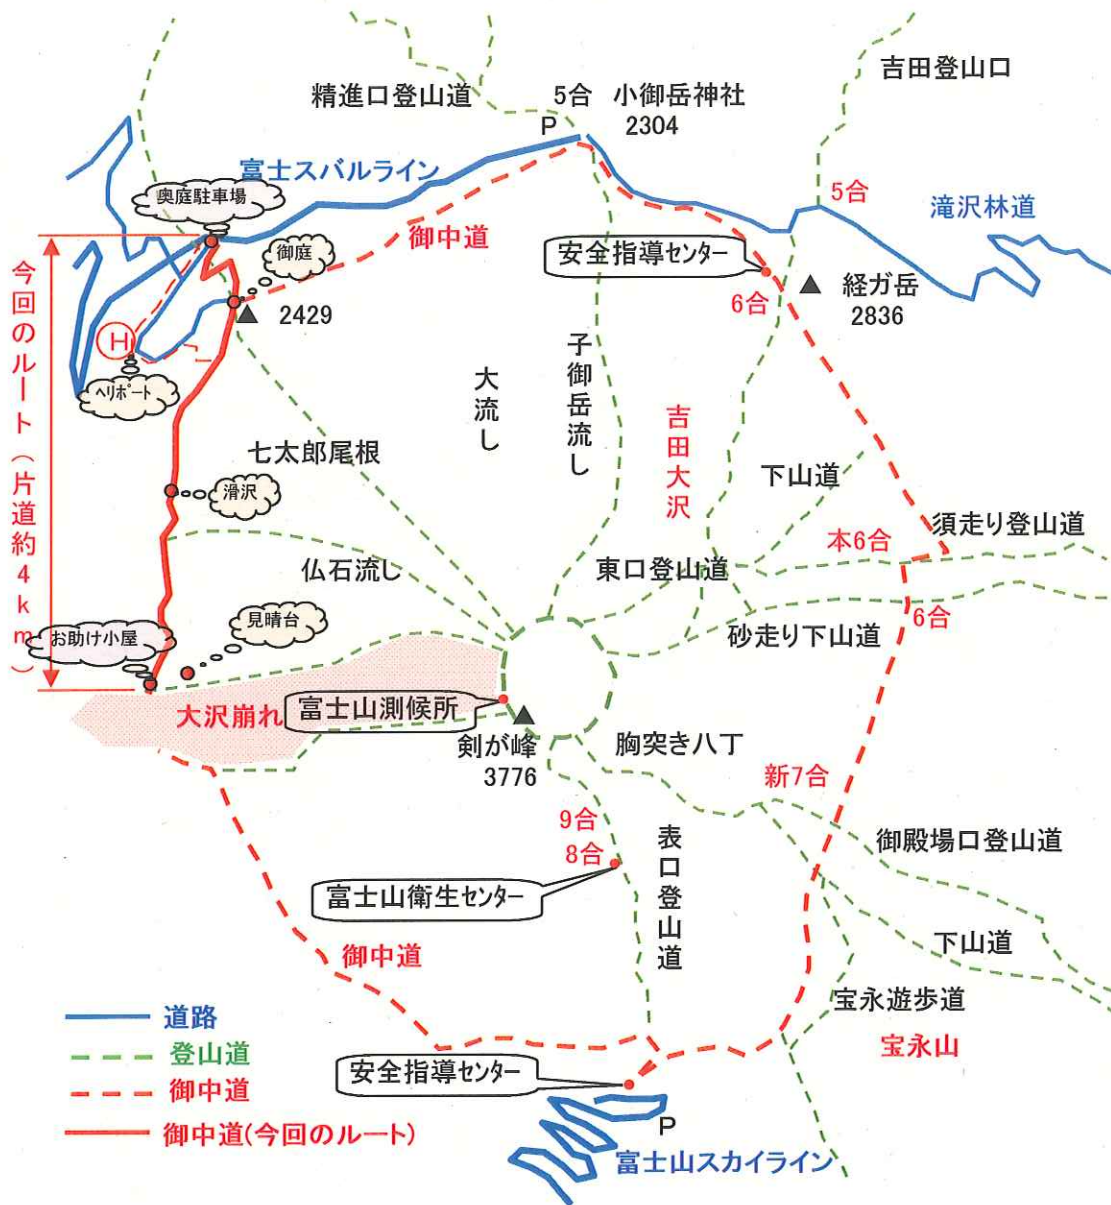 吉田登山口
精進口登山道
5合 小御岳神社
P
2304
富士スバルライン
奥庭駐車場
5合
滝沢林道
御中道
御庭
安全指導センター
2429
6合
経ガ岳
2836
今回のルート（片道約4km）
H
ヘリポート
大流し
子御岳流し
吉田大沢
七太郎尾根
下山道
滑沢
須走り登山道
本6合
仏石流し
東口登山道
見晴台
お助け小屋
6合
砂走り下山道
大沢崩れ
富士山測候所
剣が峰
3776
胸突き八丁
新7合
9合
8合
表口登山道
御殿場口登山道
富士山衛生センター
御中道
下山道
宝永遊歩道
宝永山
道路
登山道
御中道
御中道(今回のルート)
安全指導センター
P
富士山スカイライン